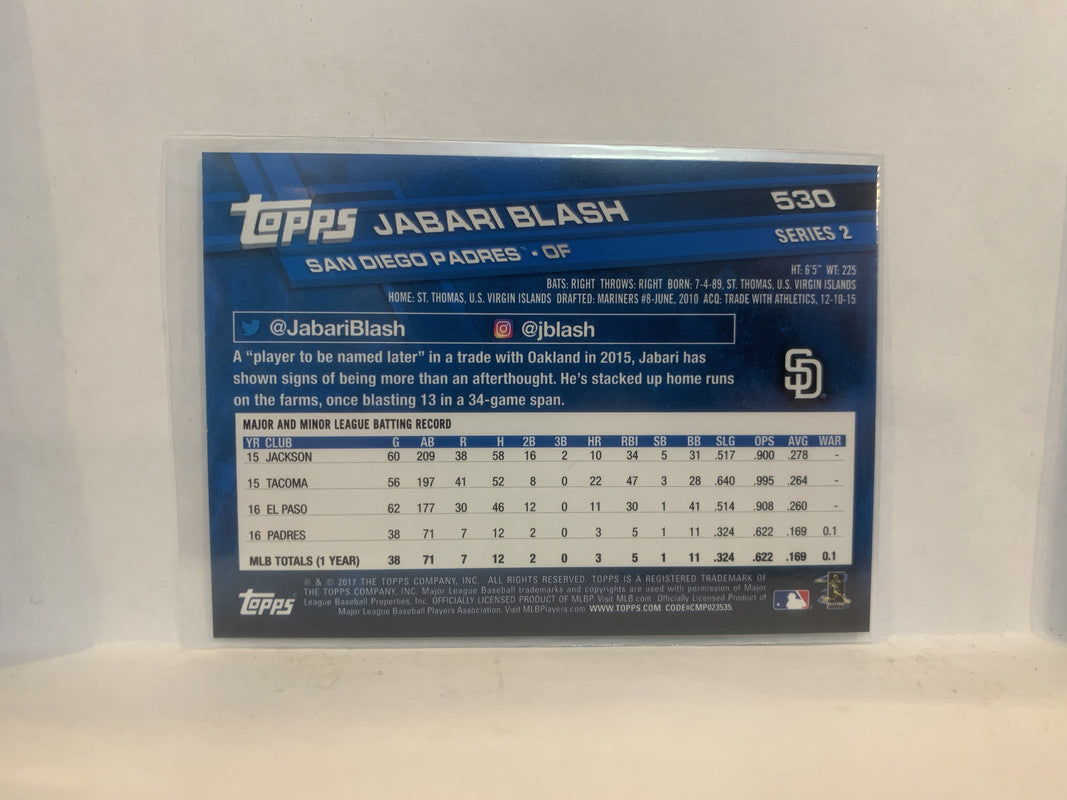 TOPPS JABARI BLASH 530
SAN DIEGO PADRES™ • OF SERIES 2
HT: 6'5" WT: 225
BATS: RIGHT THROWS: RIGHT BORN: 7-4-89, ST. THOMAS, U.S. VIRGIN ISLANDS
HOME: ST. THOMAS, U.S. VIRGIN ISLANDS DRAFTED: MARINERS #8-JUNE, 2010 ACQ: TRADE WITH ATHLETICS, 12-10-15
@JabariBlash @jblash
A “player to be named later” in a trade with Oakland in 2015, Jabari has
shown signs of being more than an afterthought. He’s stacked up home runs
on the farms, once blasting 13 in a 34-game span.
SD
MAJOR AND MINOR LEAGUE BATTING RECORD
YR CLUB G AB R H 2B 3B HR RBI SB BB SLG OPS AVG WAR
15 JACKSON 60 209 38 58 16 2 10 34 5 31 .517 .900 .278 -
15 TACOMA 56 197 41 52 8 0 22 47 3 28 .640 .995 .264 -
16 EL PASO 62 177 30 46 12 0 11 30 1 41 .514 .908 .260 -
16 PADRES 38 71 7 12 2 0 3 5 1 11 .324 .622 .169 0.1
MLB TOTALS (1 YEAR) 38 71 7 12 2 0 3 5 1 11 .324 .622 .169 0.1
® & © 2017 THE TOPPS COMPANY, INC. ALL RIGHTS RESERVED. TOPPS IS A REGISTERED TRADEMARK OF
THE TOPPS COMPANY, INC. Major League Baseball trademarks and copyrights are used with permission of Major
League Baseball Properties, Inc. OFFICIALLY LICENSED PRODUCT OF MLBP. Visit MLB.com. Officially Licensed Product of
Major League Baseball Players Association. Visit MLBPlayers.com. WWW.TOPPS.COM. CODE#CMP023535.
TOPPS